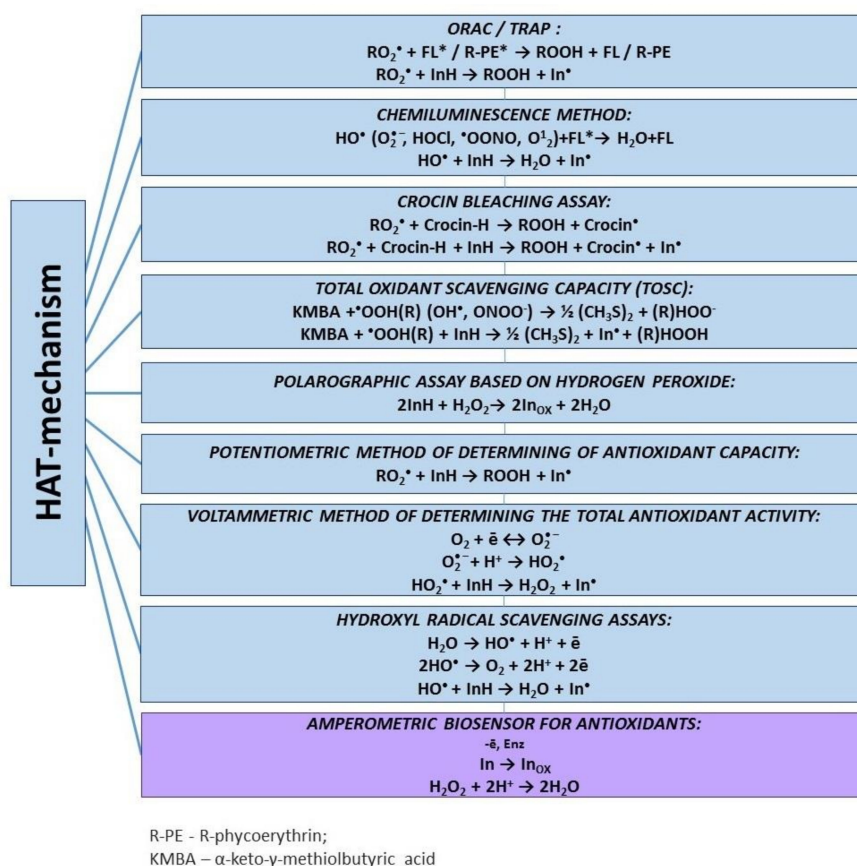 HAT-mechanism
ORAC / TRAP :
RO₂• + FL* / R-PE* → ROOH + FL / R-PE
RO₂• + InH → ROOH + In•
CHEMILUMINESCENCE METHOD:
HO• (O₂•⁻, HOCl, •OONO, O¹₂)+FL*→ H₂O+FL
HO• + InH → H₂O + In•
CROCIN BLEACHING ASSAY:
RO₂• + Crocin-H → ROOH + Crocin•
RO₂• + Crocin-H + InH → ROOH + Crocin• + In•
TOTAL OXIDANT SCAVENGING CAPACITY (TOSC):
KMBA +•OOH(R) (OH•, ONOO⁻) → ½ (CH₃S)₂ + (R)HOO⁻
KMBA + •OOH(R) + InH → ½ (CH₃S)₂ + In• + (R)HOOH
POLAROGRAPHIC ASSAY BASED ON HYDROGEN PEROXIDE:
2InH + H₂O₂→ 2In_OX + 2H₂O
POTENTIOMETRIC METHOD OF DETERMINING OF ANTIOXIDANT CAPACITY:
RO₂• + InH → ROOH + In•
VOLTAMMETRIC METHOD OF DETERMINING THE TOTAL ANTIOXIDANT ACTIVITY:
O₂ + ē ↔ O₂•⁻
O₂•⁻ + H⁺ → HO₂•
HO₂• + InH → H₂O₂ + In•
HYDROXYL RADICAL SCAVENGING ASSAYS:
H₂O → HO• + H⁺ + ē
2HO• → O₂ + 2H⁺ + 2ē
HO• + InH → H₂O + In•
AMPEROMETRIC BIOSENSOR FOR ANTIOXIDANTS:
-ē, Enz
In → In_OX
H₂O₂ + 2H⁺ → 2H₂O
R-PE - R-phycoerythrin;
KMBA – α-keto-γ-methiolbutyric acid